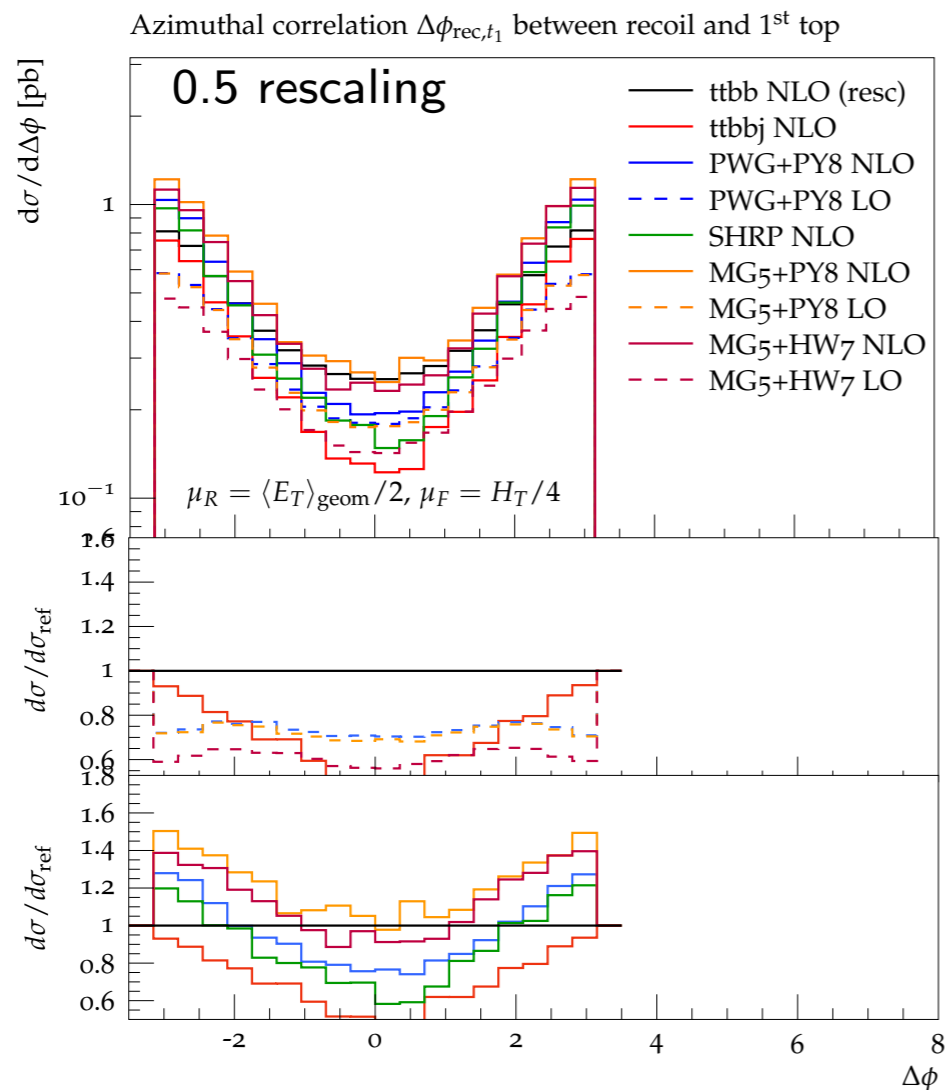 Azimuthal correlation Δϕrec,t1 between recoil and 1st top
dσ/dΔϕ [pb]
0.5 rescaling
ttbb NLO (resc)
ttbbj NLO
PWG+PY8 NLO
PWG+PY8 LO
SHRP NLO
MG5+PY8 NLO
MG5+PY8 LO
MG5+HW7 NLO
MG5+HW7 LO
1
10−1
μR = ⟨ET⟩geom/2, μF = HT/4
dσ/dσref
1.6
1.4
1.2
1
0.8
0.6
dσ/dσref
1.8
1.6
1.4
1.2
1
0.8
0.6
-2 0 2 4 6 8
Δϕ